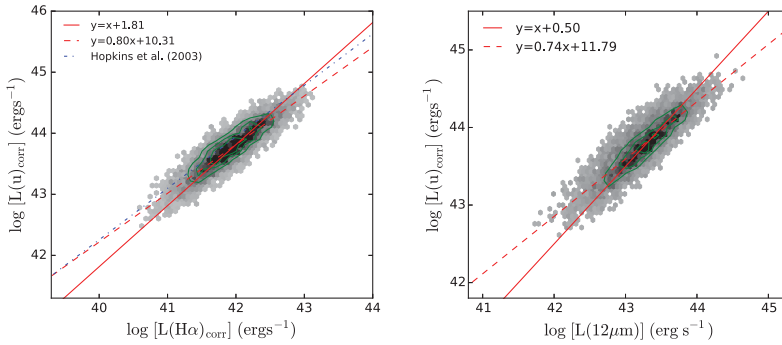 y=x+1.81
y=0.80x+10.31
Hopkins et al. (2003)
46
45
44
43
42
40
41
42
43
44
log [L(u)corr] (ergs⁻¹)
log [L(Hα)corr] (ergs⁻¹)
y=x+0.50
y=0.74x+11.79
45
44
43
42
41
42
43
44
45
log [L(u)corr] (ergs⁻¹)
log [L(12μm)] (erg s⁻¹)